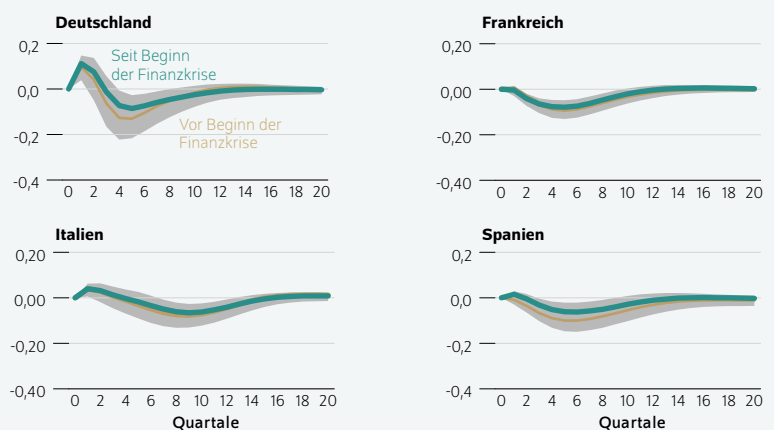 Deutschland
0,2
0,0
-0,2
-0,4
Seit Beginn
der Finanzkrise
Vor Beginn der
Finanzkrise
0 2 4 6 8 10 12 14 16 18 20
Frankreich
0,20
0,00
-0,20
-0,40
0 2 4 6 8 10 12 14 16 18 20
Italien
0,20
0,00
-0,20
-0,40
0 2 4 6 8 10 12 14 16 18 20
Quartale
Spanien
0,2
0,0
-0,2
-0,4
0 2 4 6 8 10 12 14 16 18 20
Quartale